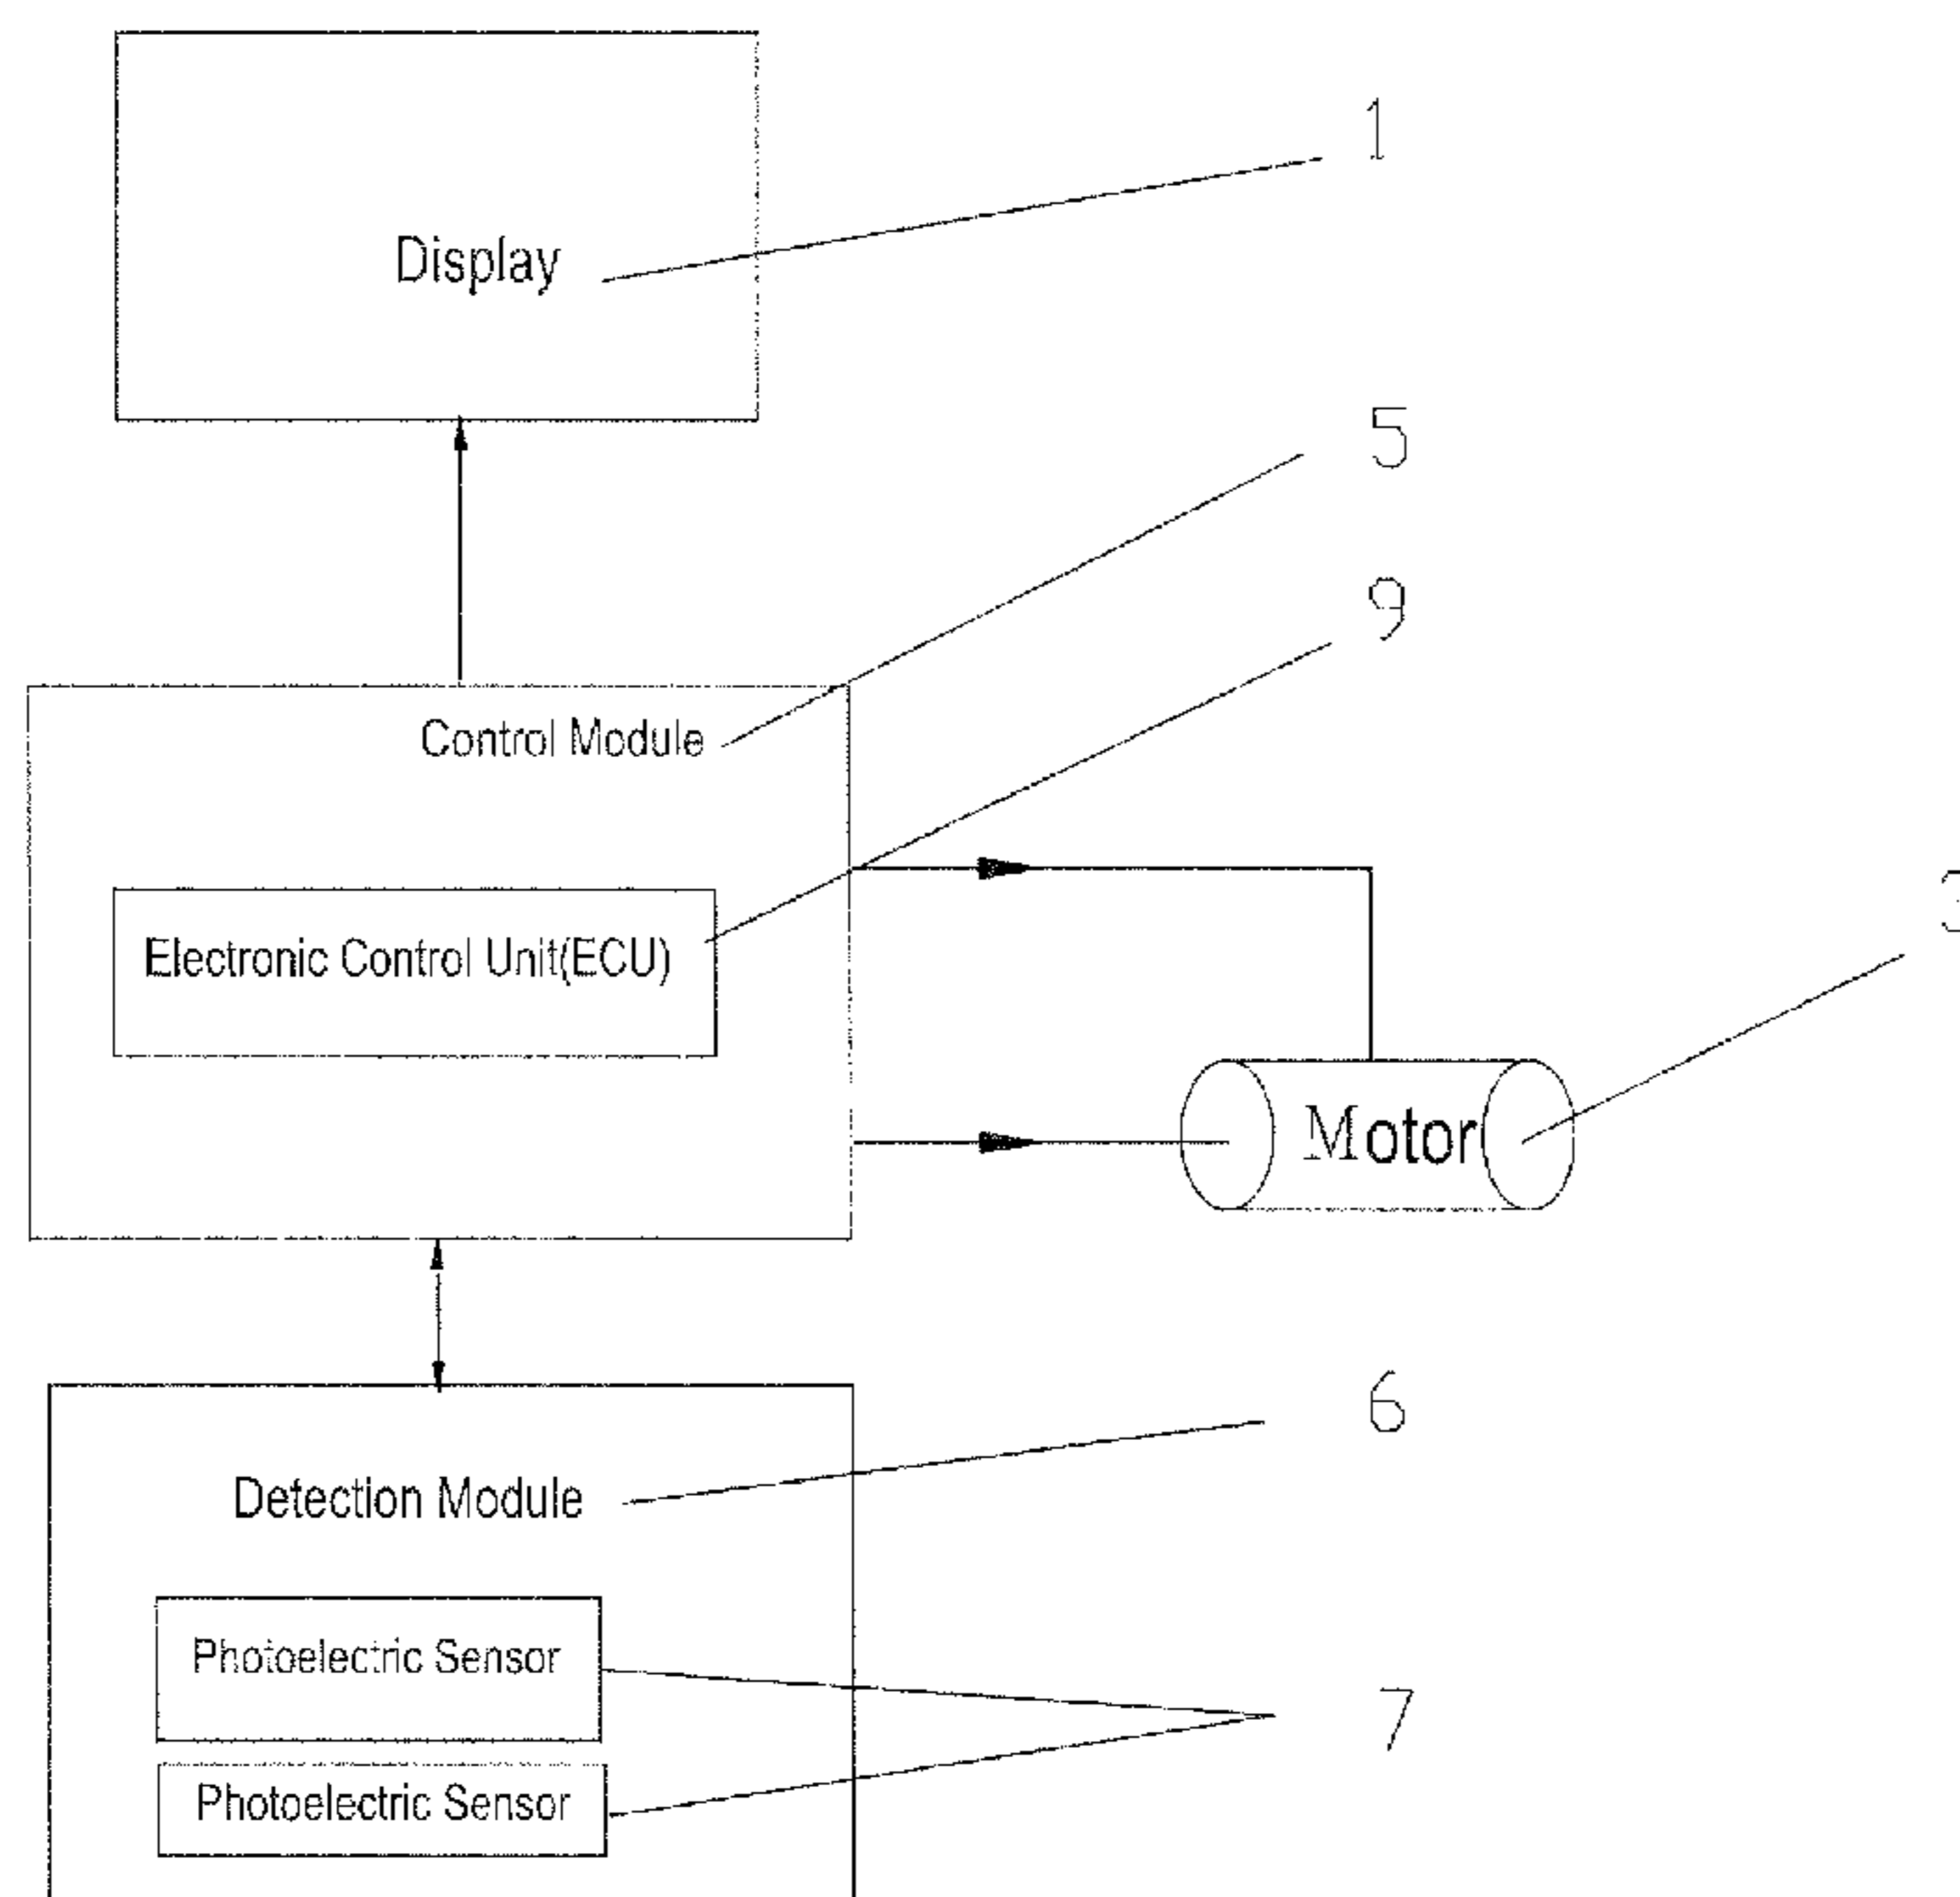 1
Display
5
9
Control Module
3
Electronic Control Unit(ECU)
Motor
6
Detection Module
Photoelectric Sensor
7
Photoelectric Sensor